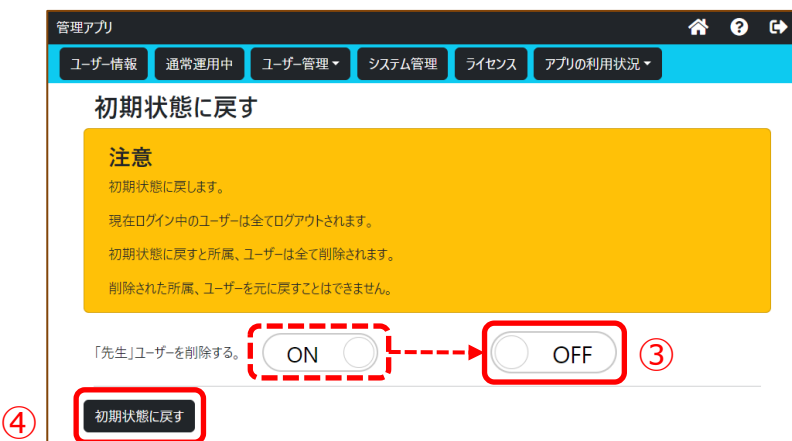 管理アプリ
ユーザー情報 通常運用中 ユーザー管理 システム管理 ライセンス アプリの利用状況
初期状態に戻す
注意
初期状態に戻します。
現在ログイン中のユーザーは全てログアウトされます。
初期状態に戻すと所属、ユーザーは全て削除されます。
削除された所属、ユーザーを元に戻すことはできません。
「先生」ユーザーを削除する。 ON OFF ③
④ 初期状態に戻す